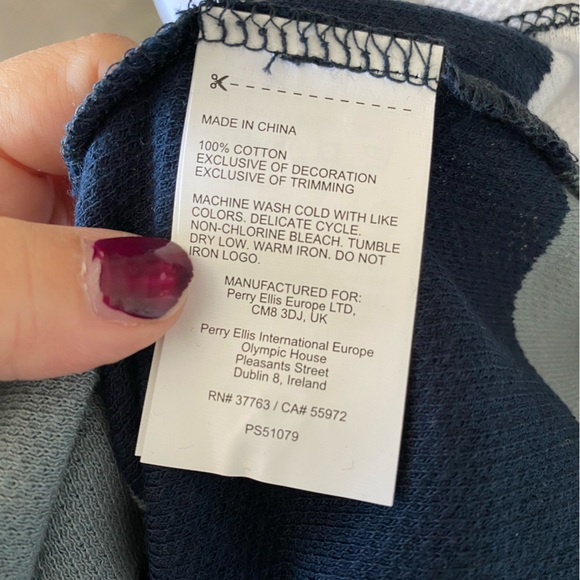 MADE IN CHINA
100% COTTON
EXCLUSIVE OF DECORATION
EXCLUSIVE OF TRIMMING
MACHINE WASH COLD WITH LIKE
COLORS. DELICATE CYCLE.
NON-CHLORINE BLEACH. TUMBLE
DRY LOW. WARM IRON. DO NOT
IRON LOGO.
MANUFACTURED FOR:
Perry Ellis Europe LTD,
CM8 3DJ, UK
Perry Ellis International Europe
Olympic House
Pleasants Street
Dublin 8, Ireland
RN# 37763 / CA# 55972
PS51079